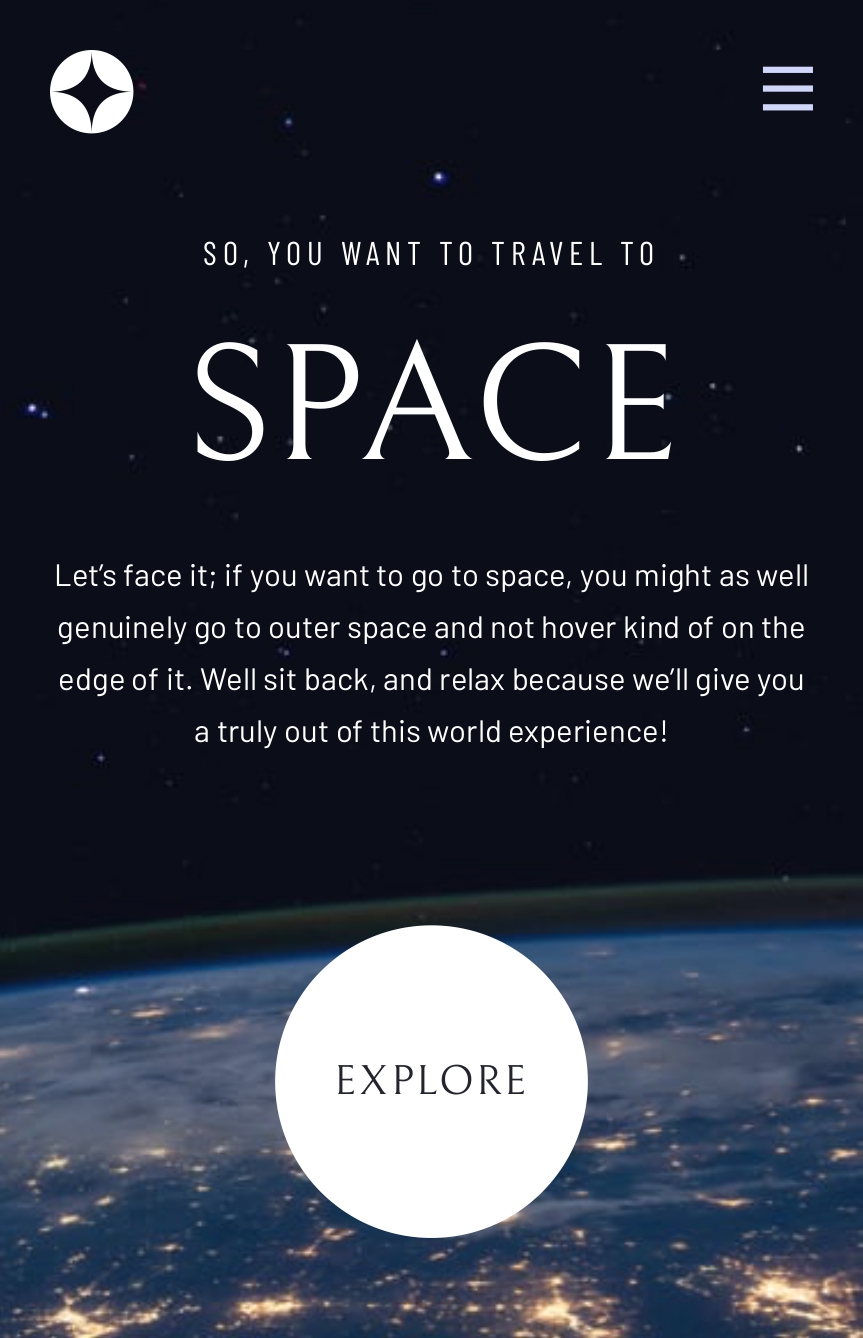 SO, YOU WANT TO TRAVEL TO
SPACE
Let’s face it; if you want to go to space, you might as well
genuinely go to outer space and not hover kind of on the
edge of it. Well sit back, and relax because we’ll give you
a truly out of this world experience!
EXPLORE